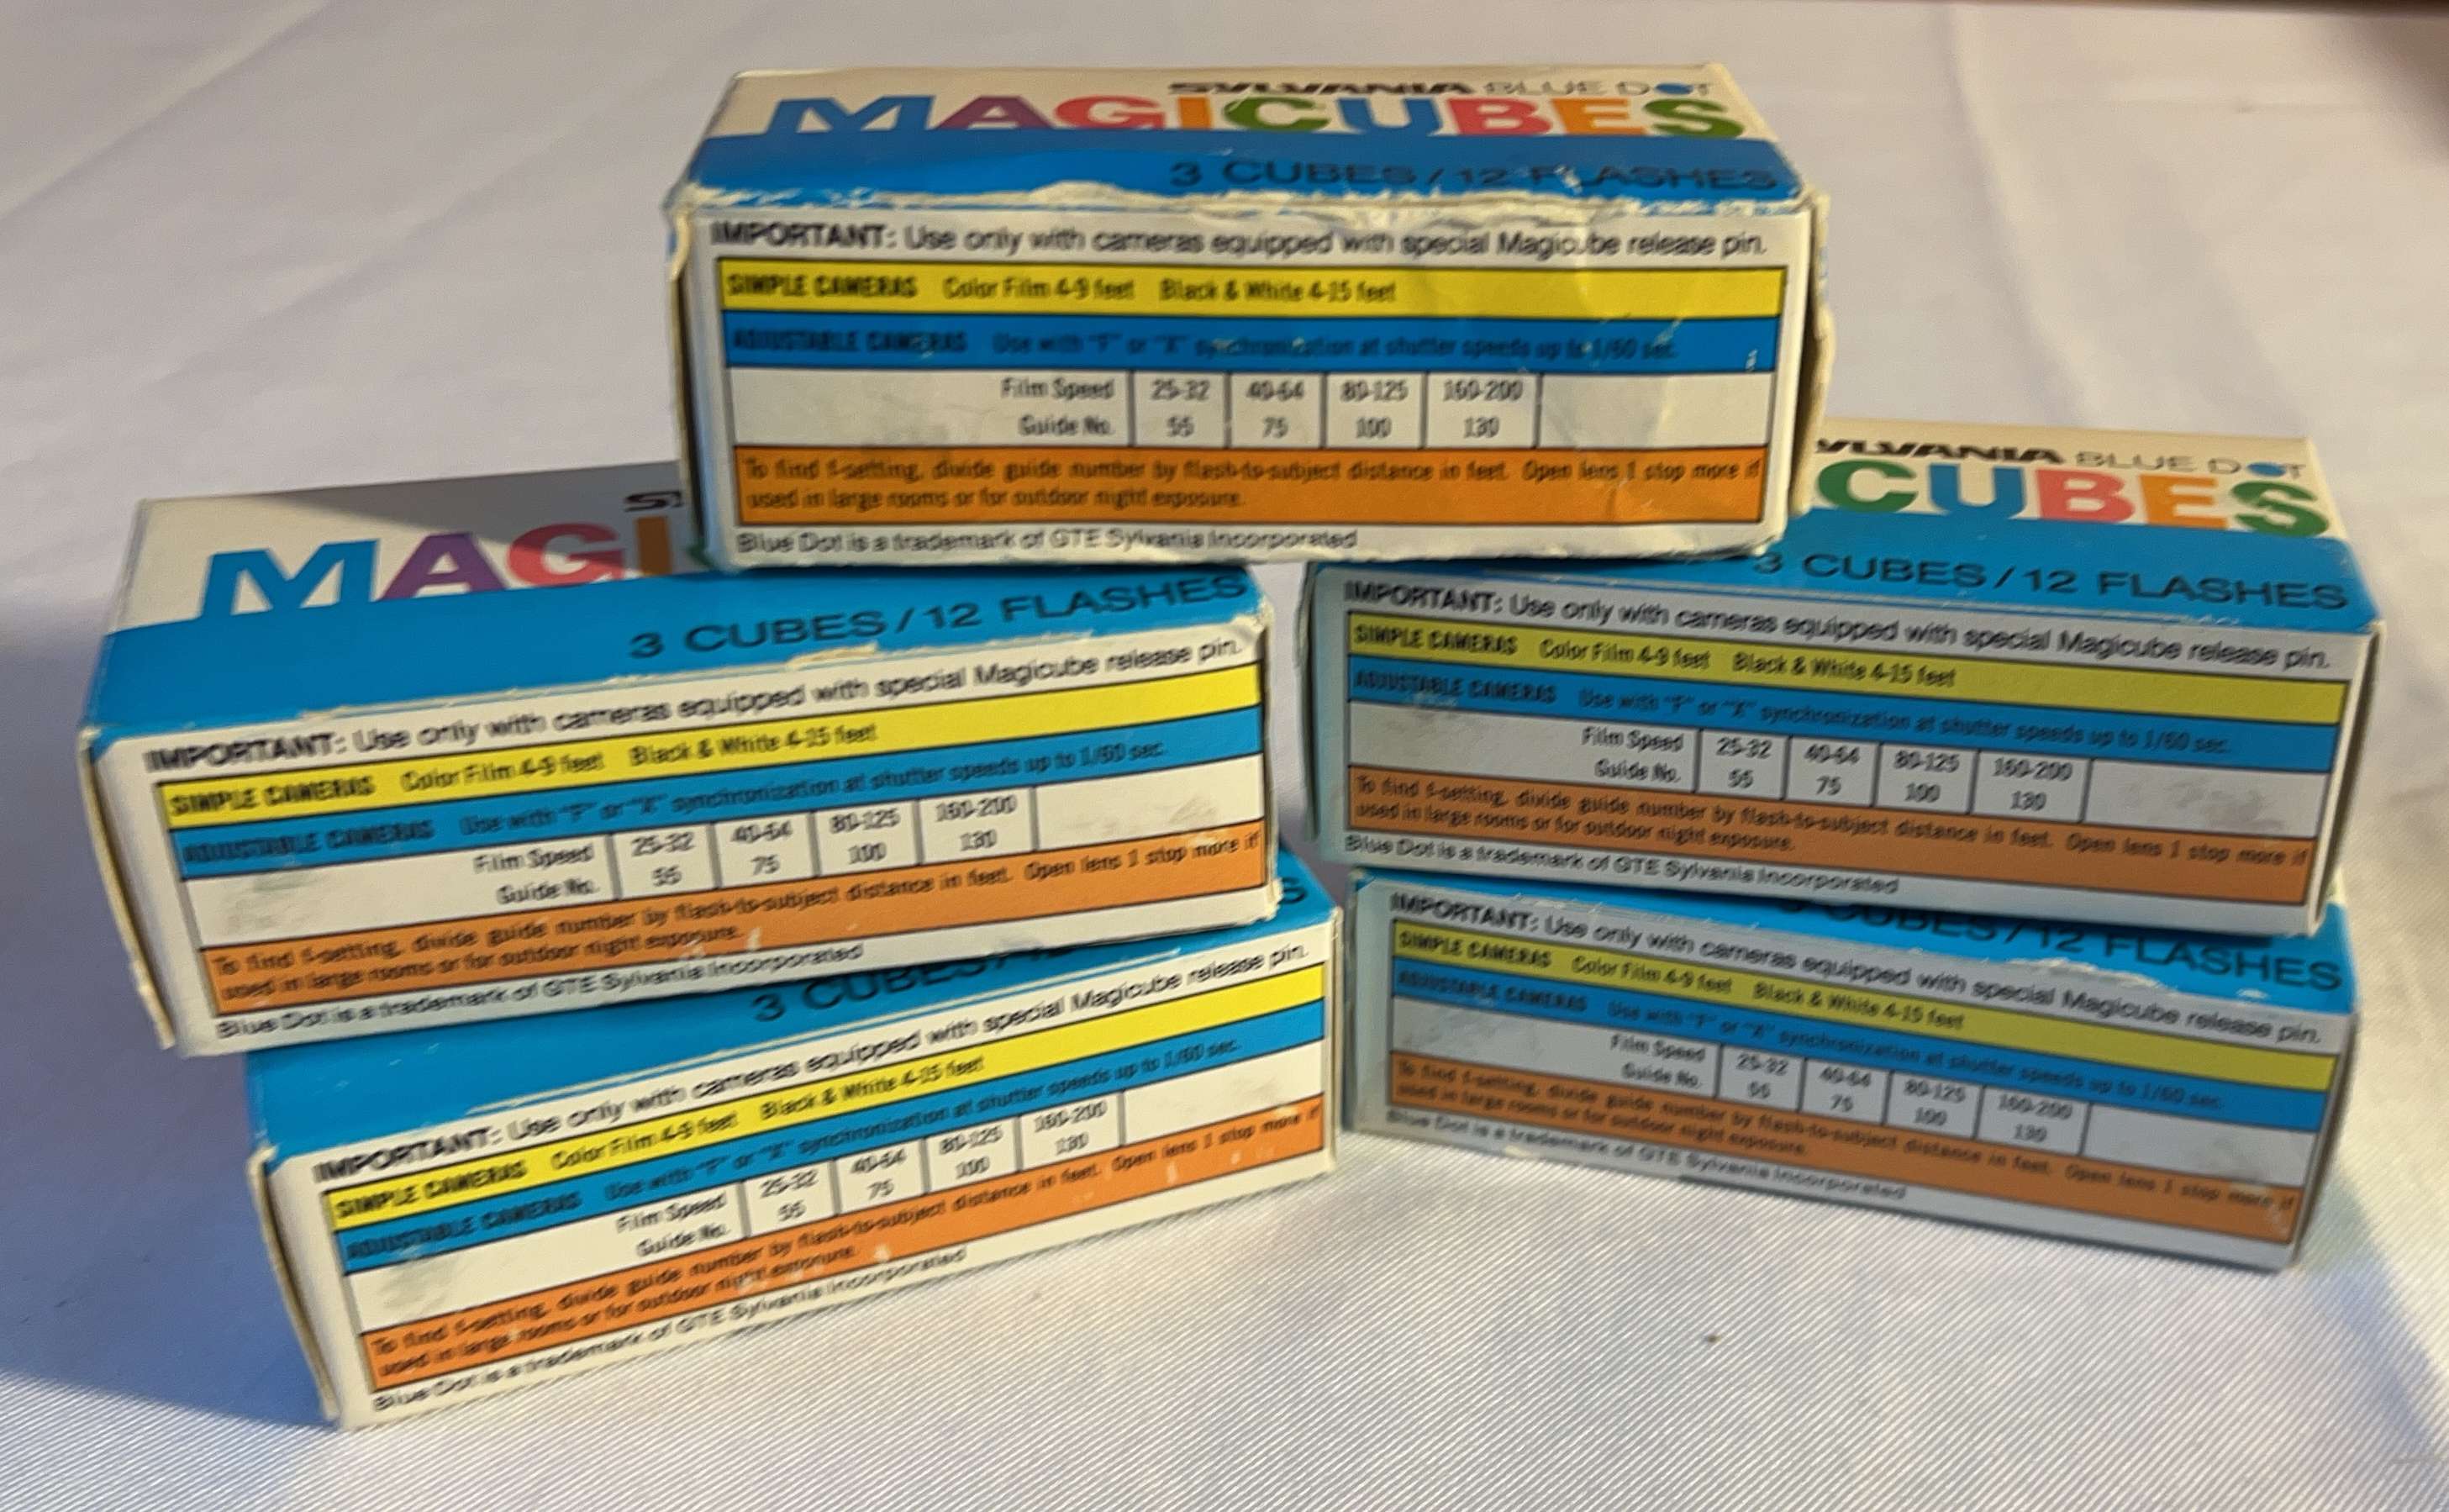 SYLVANIA BLUE DOT
MAGICUBES
3 CUBES / 12 FLASHES
IMPORTANT: Use only with cameras equipped with special Magicube release pin.
SIMPLE CAMERAS Color Film 4-9 feet Black & White 4-15 feet
ADJUSTABLE CAMERAS Use with "F" or "X" synchronization at shutter speeds up to 1/60 sec.
Film Speed 25-32 40-64 80-125 160-200
Guide No. 55 75 100 130
To find f-setting, divide guide number by flash-to-subject distance in feet. Open lens 1 stop more if
used in large rooms or for outdoor night exposure.
Blue Dot is a trademark of GTE Sylvania Incorporated
MAGI
3 CUBES / 12 FLASHES
IMPORTANT: Use only with cameras equipped with special Magicube release pin.
SIMPLE CAMERAS Color Film 4-9 feet Black & White 4-15 feet
ADJUSTABLE CAMERAS Use with "F" or "X" synchronization at shutter speeds up to 1/60 sec.
Film Speed 25-32 40-64 80-125 160-200
Guide No. 55 75 100 130
To find f-setting, divide guide number by flash-to-subject distance in feet. Open lens 1 stop more if
used in large rooms or for outdoor night exposure.
Blue Dot is a trademark of GTE Sylvania Incorporated
YLVANIA BLUE DOT
CUBES
3 CUBES / 12 FLASHES
IMPORTANT: Use only with cameras equipped with special Magicube release pin.
SIMPLE CAMERAS Color Film 4-9 feet Black & White 4-15 feet
ADJUSTABLE CAMERAS Use with "F" or "X" synchronization at shutter speeds up to 1/60 sec.
Film Speed 25-32 40-64 80-125 160-200
Guide No. 55 75 100 130
To find f-setting, divide guide number by flash-to-subject distance in feet. Open lens 1 stop more if
used in large rooms or for outdoor night exposure.
Blue Dot is a trademark of GTE Sylvania Incorporated
3 CUBES / 12
IMPORTANT: Use only with cameras equipped with special Magicube release pin.
SIMPLE CAMERAS Color Film 4-9 feet Black & White 4-15 feet
ADJUSTABLE CAMERAS Use with "F" or "X" synchronization at shutter speeds up to 1/60 sec.
Film Speed 25-32 40-64 80-125 160-200
Guide No. 55 75 100 130
To find f-setting, divide guide number by flash-to-subject distance in feet. Open lens 1 stop more if
used in large rooms or for outdoor night exposure.
Blue Dot is a trademark of GTE Sylvania Incorporated
3 CUBES / 12 FLASHES
IMPORTANT: Use only with cameras equipped with special Magicube release pin.
SIMPLE CAMERAS Color Film 4-9 feet Black & White 4-15 feet
ADJUSTABLE CAMERAS Use with "F" or "X" synchronization at shutter speeds up to 1/60 sec.
Film Speed 25-32 40-64 80-125 160-200
Guide No. 55 75 100 130
To find f-setting, divide guide number by flash-to-subject distance in feet. Open lens 1 stop more if
used in large rooms or for outdoor night exposure.
Blue Dot is a trademark of GTE Sylvania Incorporated